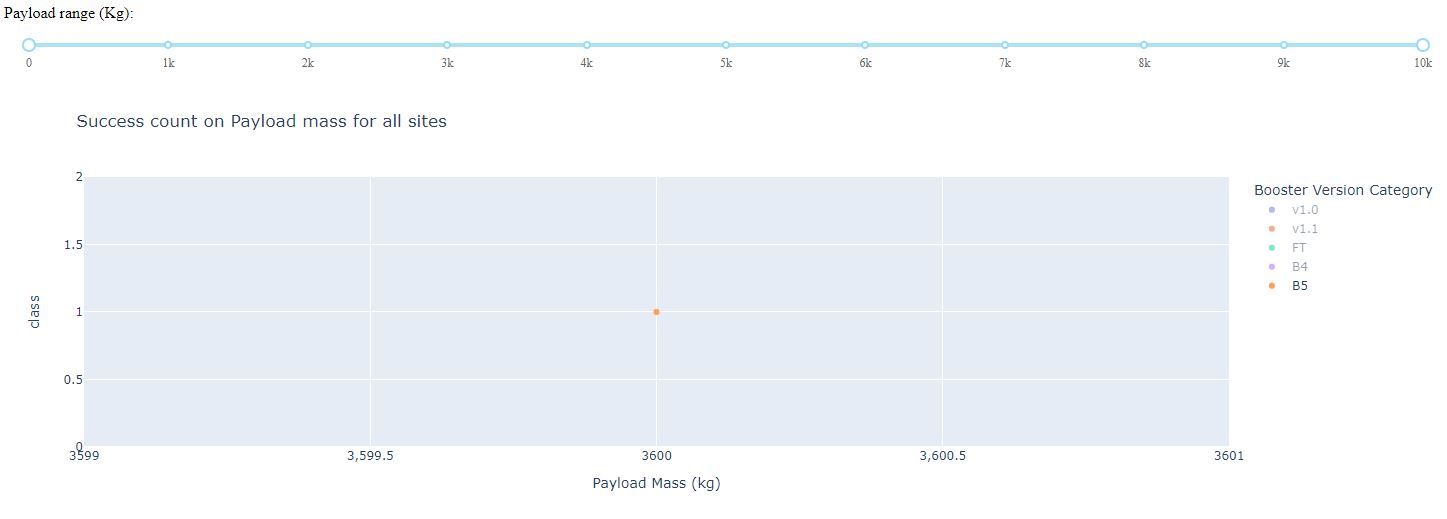 Payload range (Kg):
0 1k 2k 3k 4k 5k 6k 7k 8k 9k 10k
Success count on Payload mass for all sites
2
1.5
1
0.5
0
class
3599 3,599.5 3600 3,600.5 3601
Payload Mass (kg)
Booster Version Category
v1.0
v1.1
FT
B4
B5